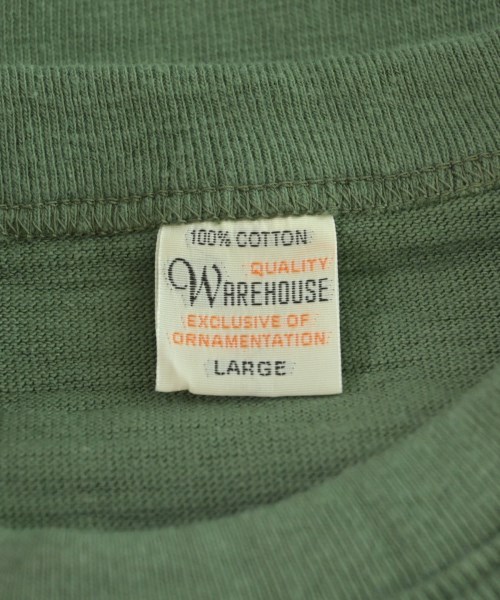 100% COTTON
QUALITY
WAREHOUSE
EXCLUSIVE OF
ORNAMENTATION
LARGE